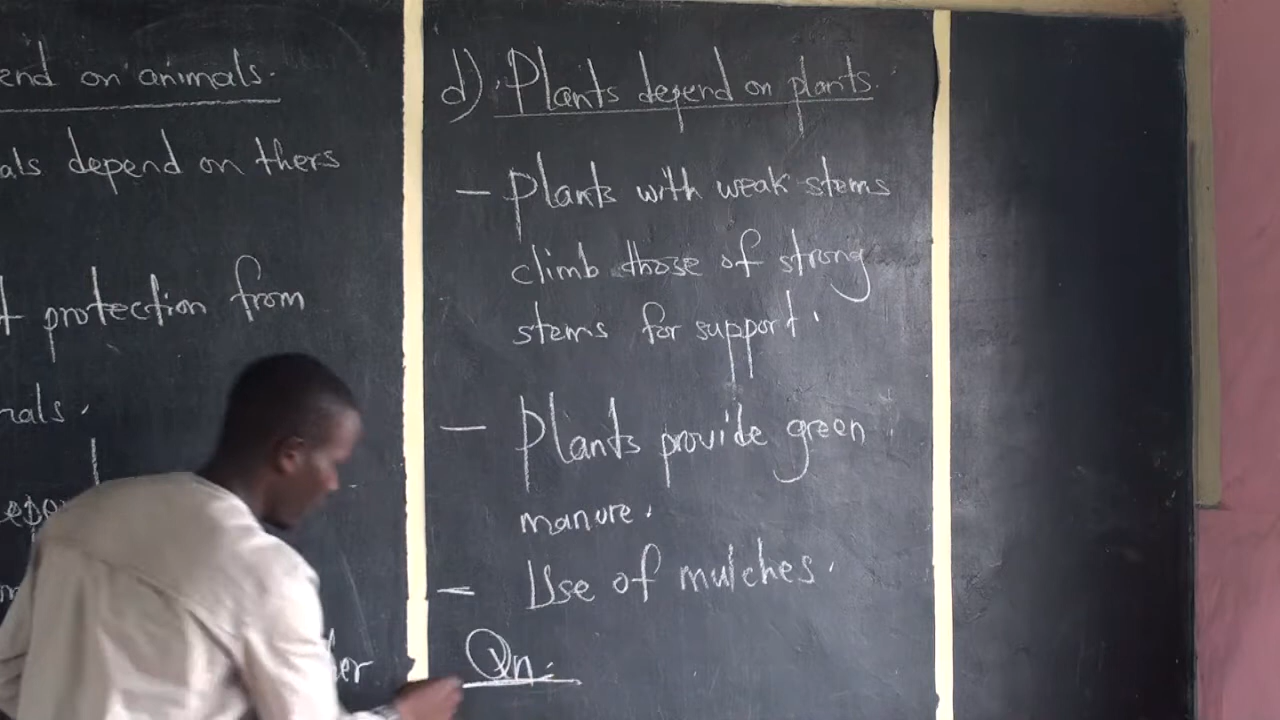 end on animals.
als depend on thers
t protection from
nals.
d) Plants depend on plants.
- Plants with weak stems
climb those of strong
stems for support.
- Plants provide green
manure.
- Use of mulches.
Qn: